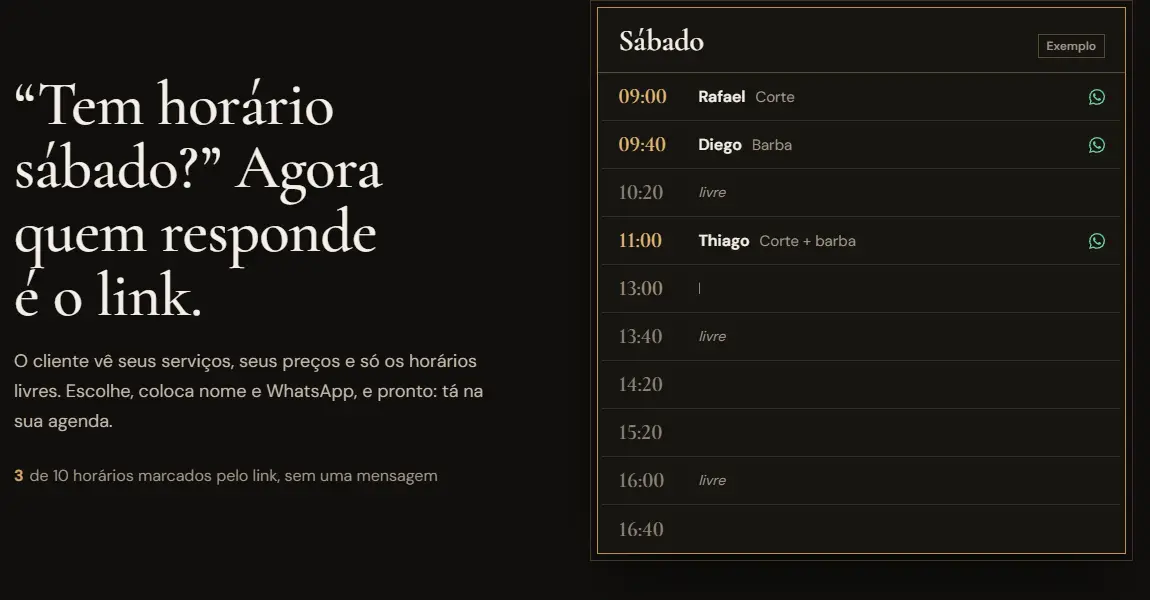 “Tem horário
sábado?” Agora
quem responde
é o link.
O cliente vê seus serviços, seus preços e só os horários
livres. Escolhe, coloca nome e WhatsApp, e pronto: tá na
sua agenda.
3 de 10 horários marcados pelo link, sem uma mensagem
Sábado
Exemplo
09:00 Rafael Corte
09:40 Diego Barba
10:20 livre
11:00 Thiago Corte + barba
13:00
13:40 livre
14:20
15:20
16:00 livre
16:40